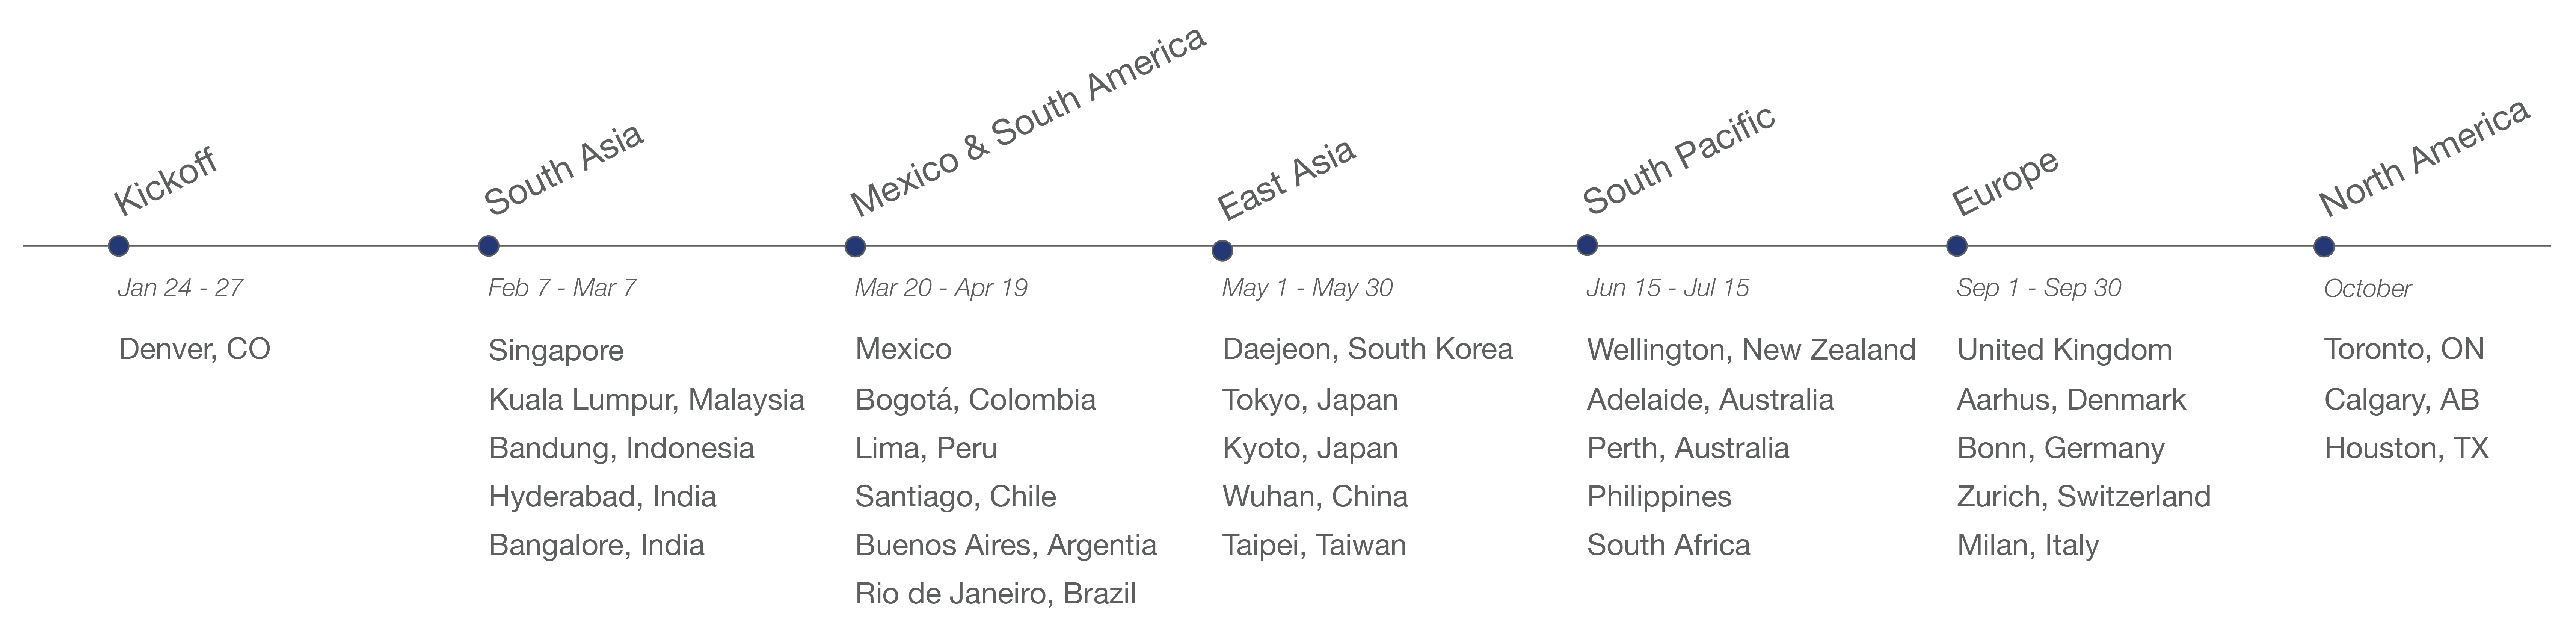 Kickoff
Jan 24 - 27
Denver, CO
South Asia
Feb 7 - Mar 7
Singapore
Kuala Lumpur, Malaysia
Bandung, Indonesia
Hyderabad, India
Bangalore, India
Mexico & South America
Mar 20 - Apr 19
Mexico
Bogotá, Colombia
Lima, Peru
Santiago, Chile
Buenos Aires, Argentia
Rio de Janeiro, Brazil
East Asia
May 1 - May 30
Daejeon, South Korea
Tokyo, Japan
Kyoto, Japan
Wuhan, China
Taipei, Taiwan
South Pacific
Jun 15 - Jul 15
Wellington, New Zealand
Adelaide, Australia
Perth, Australia
Philippines
South Africa
Europe
Sep 1 - Sep 30
United Kingdom
Aarhus, Denmark
Bonn, Germany
Zurich, Switzerland
Milan, Italy
North America
October
Toronto, ON
Calgary, AB
Houston, TX